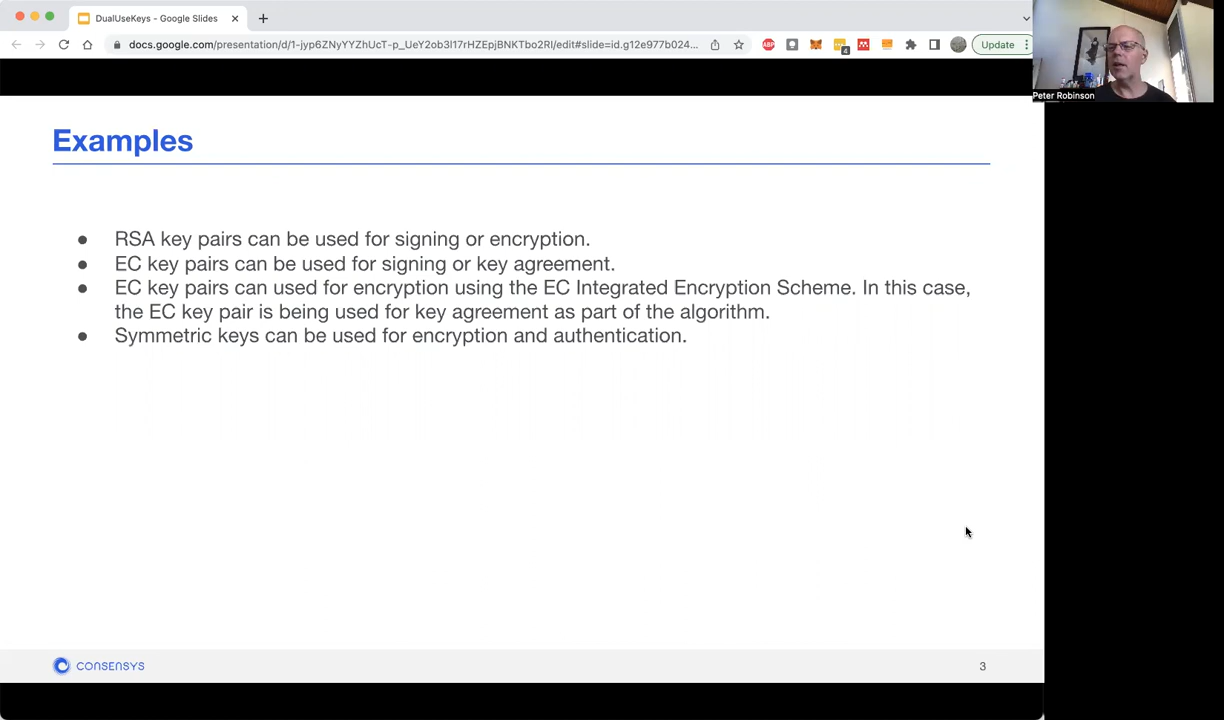 DualUseKeys - Google Slides
docs.google.com/presentation/d/1-jyp6ZNyYYZhUcT-p_UeY2ob3l17rHZEpjBNKTbo2RI/edit#slide=id.g12e977b024...
ABP
4
Update
Peter Robinson
Examples
RSA key pairs can be used for signing or encryption.
EC key pairs can be used for signing or key agreement.
EC key pairs can used for encryption using the EC Integrated Encryption Scheme. In this case,
the EC key pair is being used for key agreement as part of the algorithm.
Symmetric keys can be used for encryption and authentication.
CONSENSYS
3